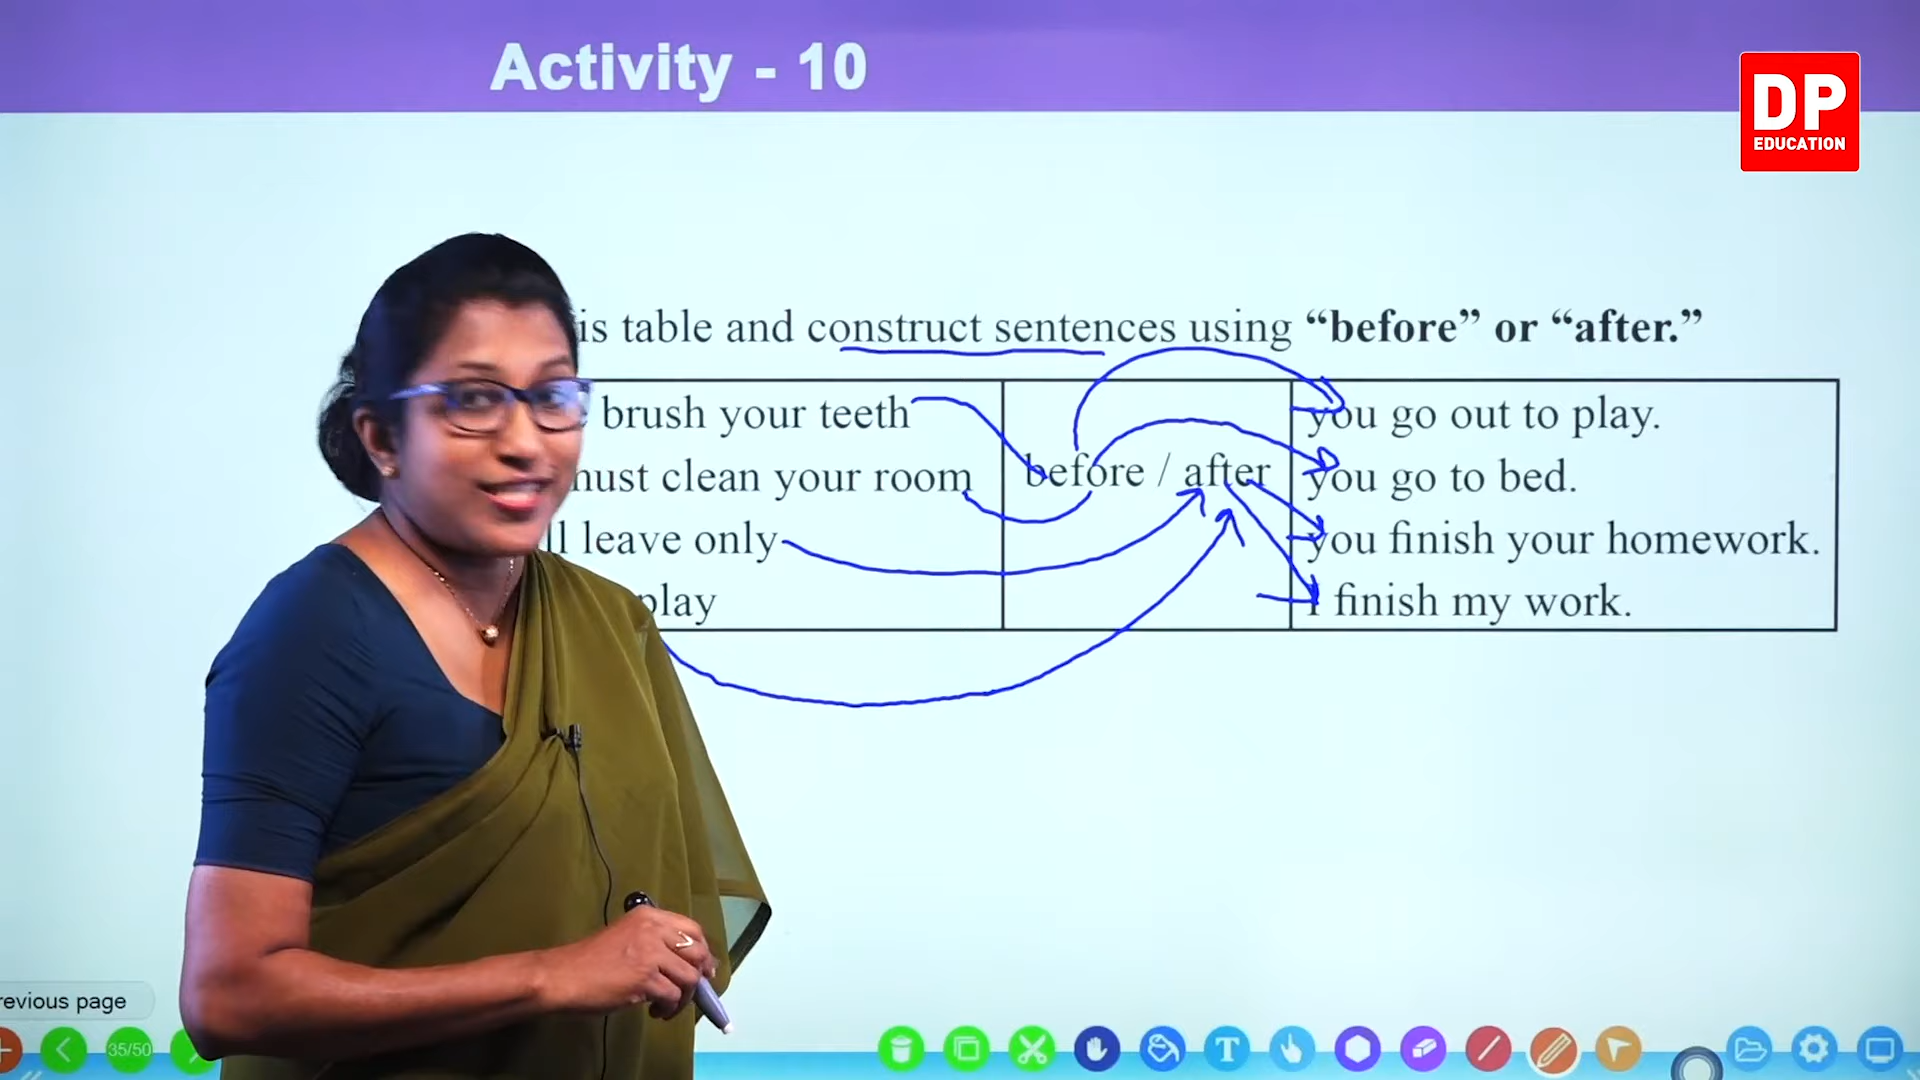 Activity - 10
DP
EDUCATION
is table and construct sentences using “before” or “after.”
brush your teeth
must clean your room
leave only
play
before / after
you go out to play.
you go to bed.
you finish your homework.
I finish my work.
revious page
35/50
T